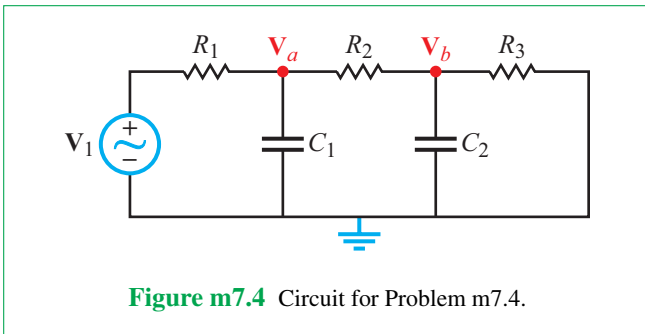 R1 Va R2 Vb R3
V1 + − C1 C2
Figure m7.4 Circuit for Problem m7.4.